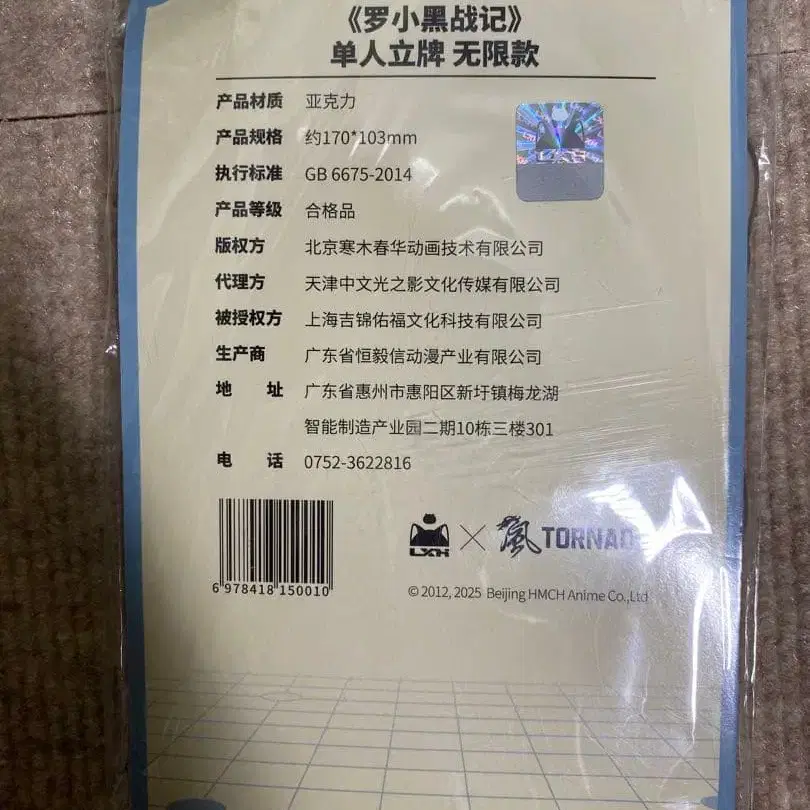 《罗小黑战记》
单人立牌 无限款
产品材质 亚克力
产品规格 约170*103mm
执行标准 GB 6675-2014
产品等级 合格品
版权方 北京寒木春华动画技术有限公司
代理方 天津中文光之影文化传媒有限公司
被授权方 上海吉锦佑福文化科技有限公司
生产商 广东省恒毅信动漫产业有限公司
地 址 广东省惠州市惠阳区新圩镇梅龙湖
智能制造产业园二期10栋三楼301
电 话 0752-3622816
LXH
LXH × 風 TORNADO
6 978418 150010
© 2012, 2025 Beijing HMCH Anime Co.,Ltd